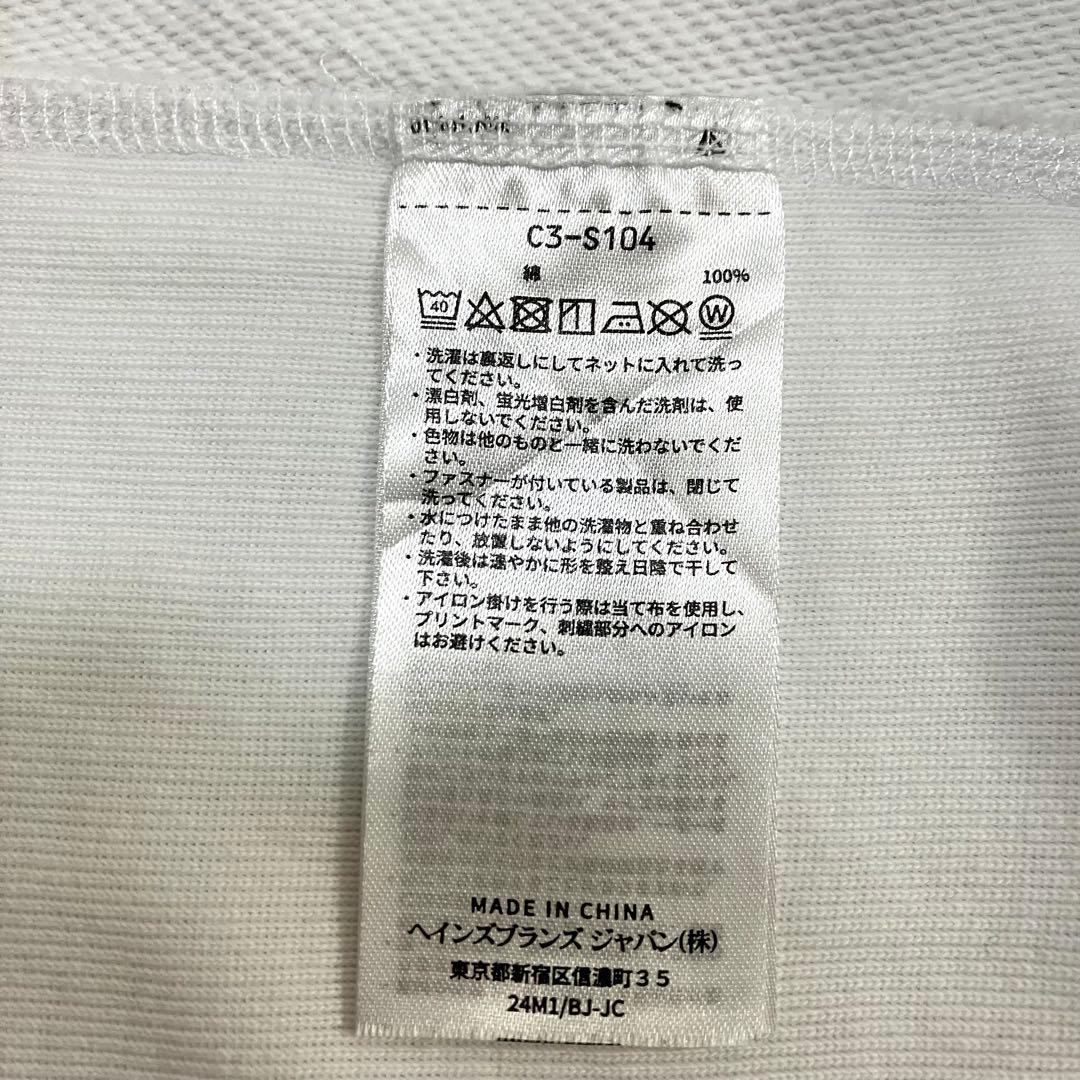 C3-S104
綿 100%
40 W
・洗濯は裏返しにしてネットに入れて洗っ
てください。
・漂白剤、蛍光増白剤を含んだ洗剤は、使
用しないでください。
・色物は他のものと一緒に洗わないでくだ
さい。
・ファスナーが付いている製品は、閉じて
洗ってください。
・水につけたまま他の洗濯物と重ね合わせ
たり、放置しないようにしてください。
・洗濯後は速やかに形を整え日陰で干して
下さい。
・アイロン掛けを行う際は当て布を使用し、
プリントマーク、刺繍部分へのアイロン
はお避けください。
MADE IN CHINA
ヘインズブランズ ジャパン(株)
東京都新宿区信濃町35
24M1/BJ-JC